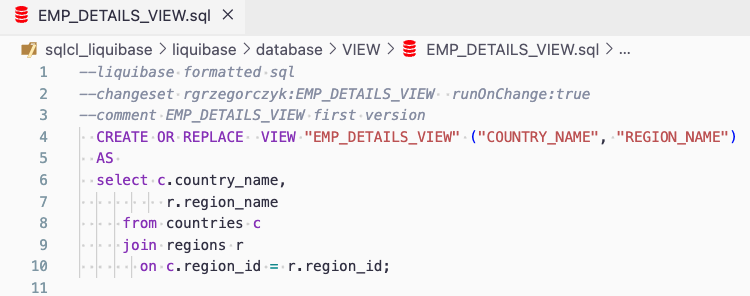 EMP_DETAILS_VIEW.sql ×
sqlcl_liquibase > liquibase > database > VIEW > EMP_DETAILS_VIEW.sql > ...
1 --liquibase formatted sql
2 --changeset rgrzegorczyk:EMP_DETAILS_VIEW runOnChange:true
3 --comment EMP_DETAILS_VIEW first version
4 CREATE OR REPLACE VIEW "EMP_DETAILS_VIEW" ("COUNTRY_NAME", "REGION_NAME")
5 AS
6 select c.country_name,
7 r.region_name
8 from countries c
9 join regions r
10 on c.region_id = r.region_id;
11